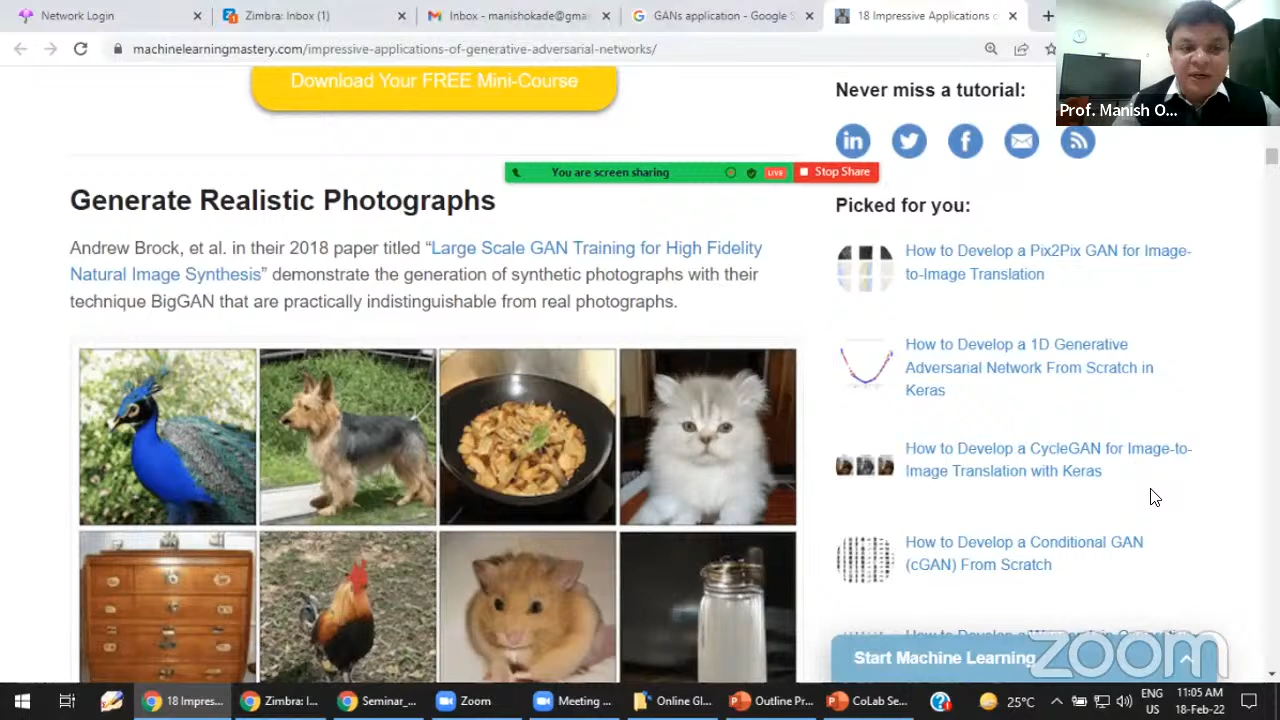 Network Login
Zimbra: Inbox (1)
Inbox - manishokade@gma
GANs application - Google S
18 Impressive Applications o
machinelearningmastery.com/impressive-applications-of-generative-adversarial-networks/
Prof. Manish O...
Download Your FREE Mini-Course
Never miss a tutorial:
You are screen sharing
LIVE
Stop Share
Generate Realistic Photographs
Andrew Brock, et al. in their 2018 paper titled “Large Scale GAN Training for High Fidelity
Natural Image Synthesis” demonstrate the generation of synthetic photographs with their
technique BigGAN that are practically indistinguishable from real photographs.
Picked for you:
How to Develop a Pix2Pix GAN for Image-
to-Image Translation
How to Develop a 1D Generative
Adversarial Network From Scratch in
Keras
How to Develop a CycleGAN for Image-to-
Image Translation with Keras
How to Develop a Conditional GAN
(cGAN) From Scratch
Start Machine Learning
zoom
18 Impres...
Zimbra: I...
Seminar_...
Zoom
Meeting ...
Online Gl...
Outline Pr...
CoLab Se...
25°C
ENG
US
11:05 AM
18-Feb-22